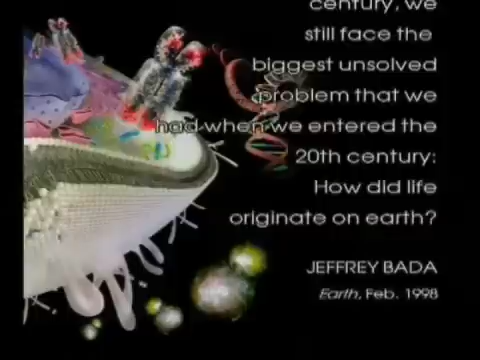 century, we
still face the
biggest unsolved
problem that we
had when we entered the
20th century:
How did life
originate on earth?
JEFFREY BADA
Earth, Feb. 1998